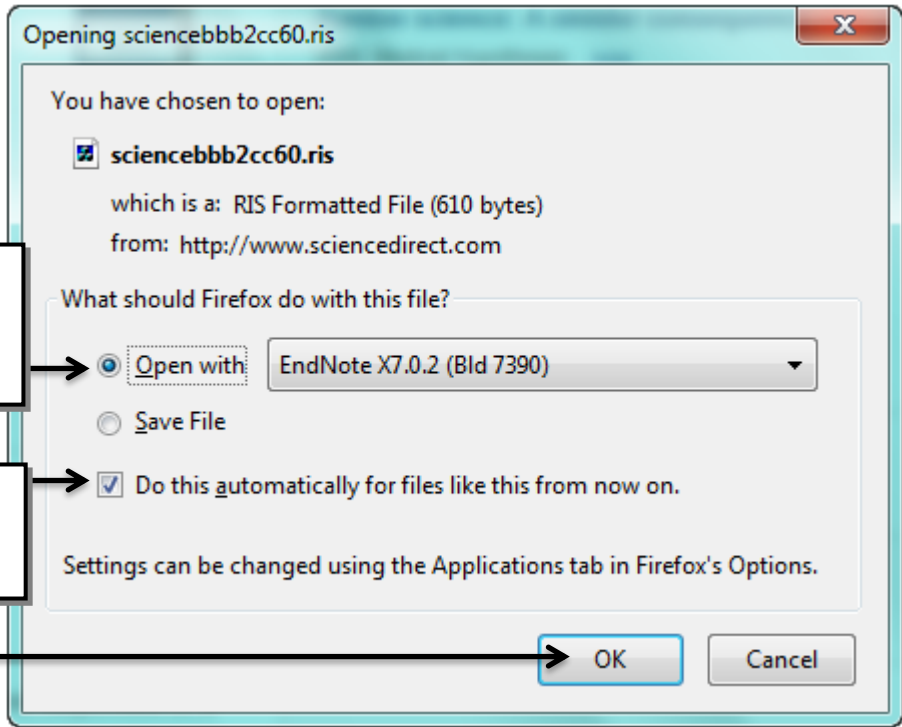 Opening sciencebbb2cc60.ris
You have chosen to open:
sciencebbb2cc60.ris
which is a: RIS Formatted File (610 bytes)
from: http://www.sciencedirect.com
What should Firefox do with this file?
Open with EndNote X7.0.2 (Bld 7390)
Save File
Do this automatically for files like this from now on.
Settings can be changed using the Applications tab in Firefox's Options.
OK Cancel